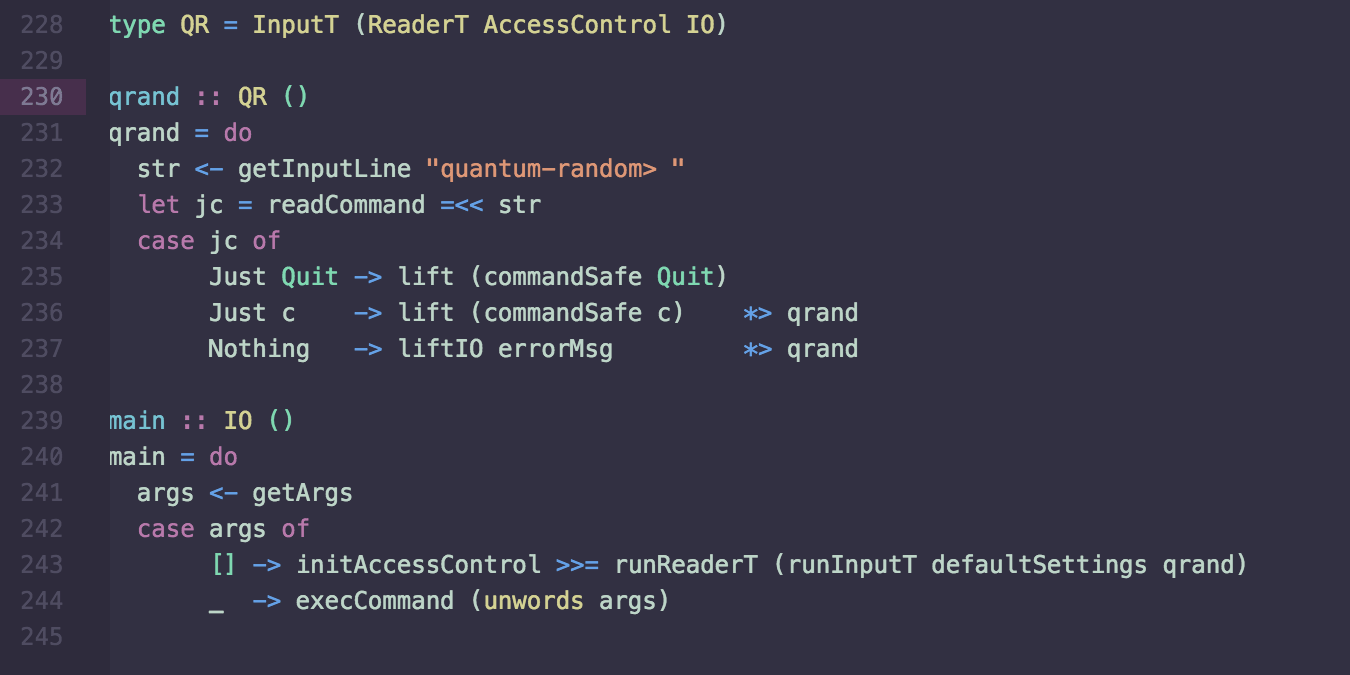 228 type QR = InputT (ReaderT AccessControl IO)
229
230 qrand :: QR ()
231 qrand = do
232   str <- getInputLine "quantum-random> "
233   let jc = readCommand =<< str
234   case jc of
235        Just Quit -> lift (commandSafe Quit)
236        Just c    -> lift (commandSafe c)    *> qrand
237        Nothing   -> liftIO errorMsg         *> qrand
238
239 main :: IO ()
240 main = do
241   args <- getArgs
242   case args of
243        [] -> initAccessControl >>= runReaderT (runInputT defaultSettings qrand)
244        _  -> execCommand (unwords args)
245